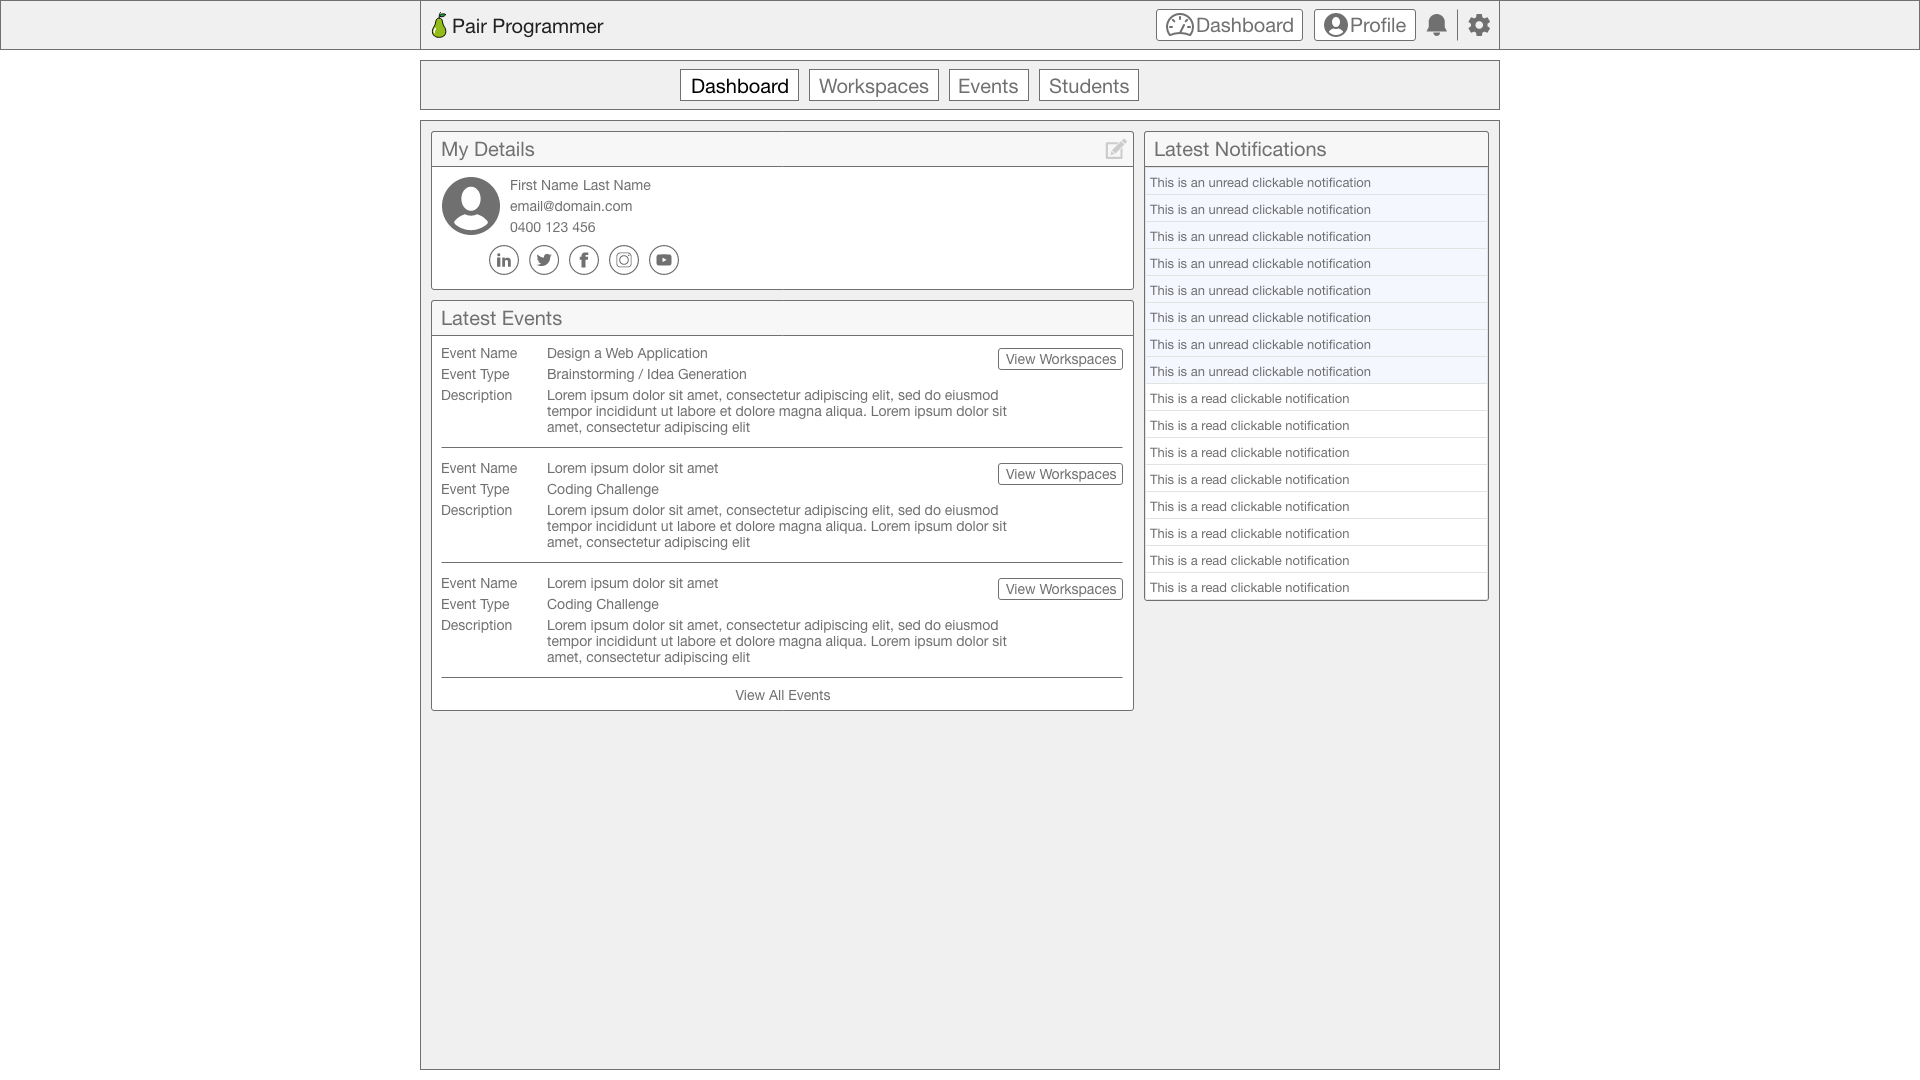 Pair Programmer
Dashboard
Profile
Dashboard
Workspaces
Events
Students
My Details
First Name Last Name
email@domain.com
0400 123 456
in
f
Latest Events
Event Name Design a Web Application
View Workspaces
Event Type Brainstorming / Idea Generation
Description Lorem ipsum dolor sit amet, consectetur adipiscing elit, sed do eiusmod
tempor incididunt ut labore et dolore magna aliqua. Lorem ipsum dolor sit
amet, consectetur adipiscing elit
Event Name Lorem ipsum dolor sit amet
View Workspaces
Event Type Coding Challenge
Description Lorem ipsum dolor sit amet, consectetur adipiscing elit, sed do eiusmod
tempor incididunt ut labore et dolore magna aliqua. Lorem ipsum dolor sit
amet, consectetur adipiscing elit
Event Name Lorem ipsum dolor sit amet
View Workspaces
Event Type Coding Challenge
Description Lorem ipsum dolor sit amet, consectetur adipiscing elit, sed do eiusmod
tempor incididunt ut labore et dolore magna aliqua. Lorem ipsum dolor sit
amet, consectetur adipiscing elit
View All Events
Latest Notifications
This is an unread clickable notification
This is an unread clickable notification
This is an unread clickable notification
This is an unread clickable notification
This is an unread clickable notification
This is an unread clickable notification
This is an unread clickable notification
This is an unread clickable notification
This is a read clickable notification
This is a read clickable notification
This is a read clickable notification
This is a read clickable notification
This is a read clickable notification
This is a read clickable notification
This is a read clickable notification
This is a read clickable notification